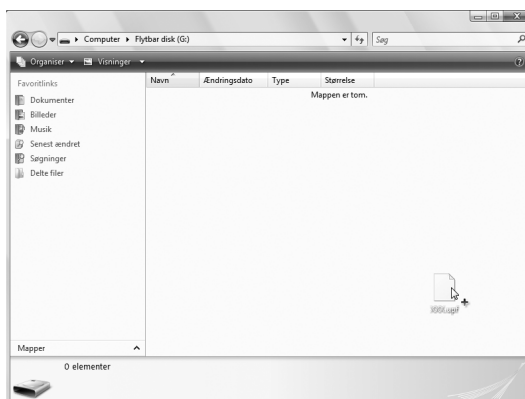 Computer Flytbar disk (G:) Søg
Organiser Visninger
Favoritlinks
Dokumenter
Billeder
Musik
Senest ændret
Søgninger
Delte filer
Mapper
Navn Ændringsdato Type Størrelse
Mappen er tom.
0 elementer